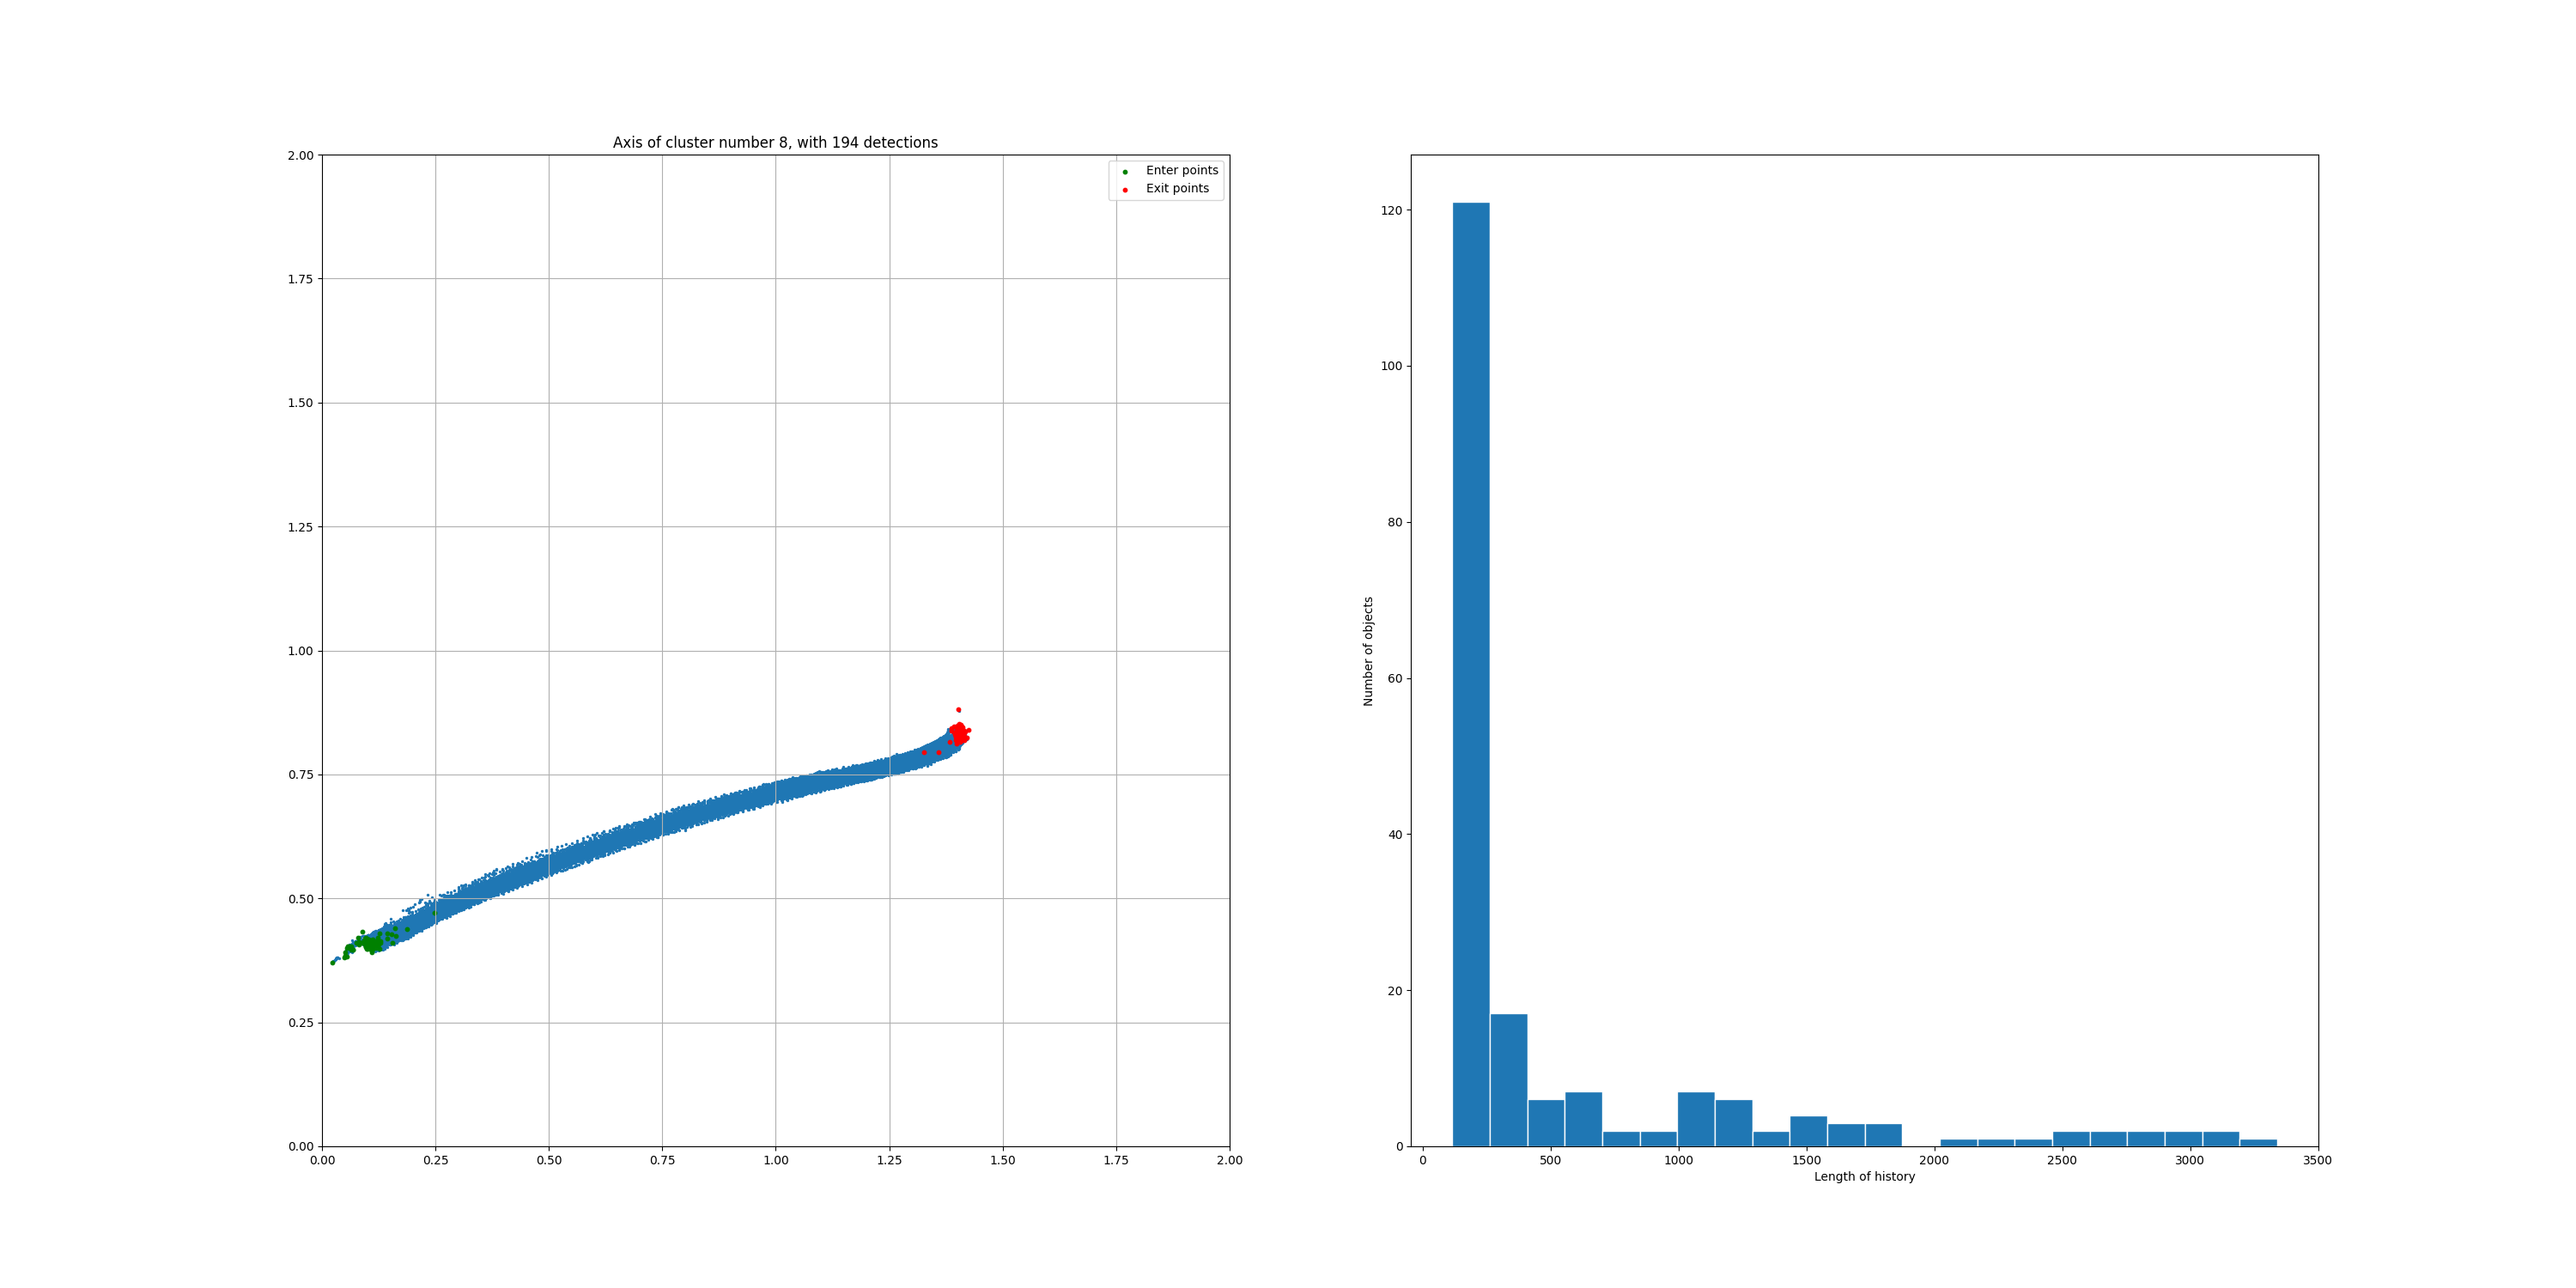 Axis of cluster number 8, with 194 detections
Enter points
Exit points
2.00
1.75
1.50
1.25
1.00
0.75
0.50
0.25
0.00
0.00 0.25 0.50 0.75 1.00 1.25 1.50 1.75 2.00
Number of objects
120
100
80
60
40
20
0
0 500 1000 1500 2000 2500 3000 3500
Length of history